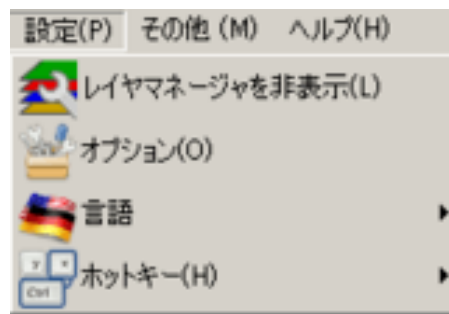 設定(P) その他 (M) ヘルプ(H)
レイヤマネージャを非表示(L)
オプション(O)
言語
ホットキー(H)
y x
Ctrl